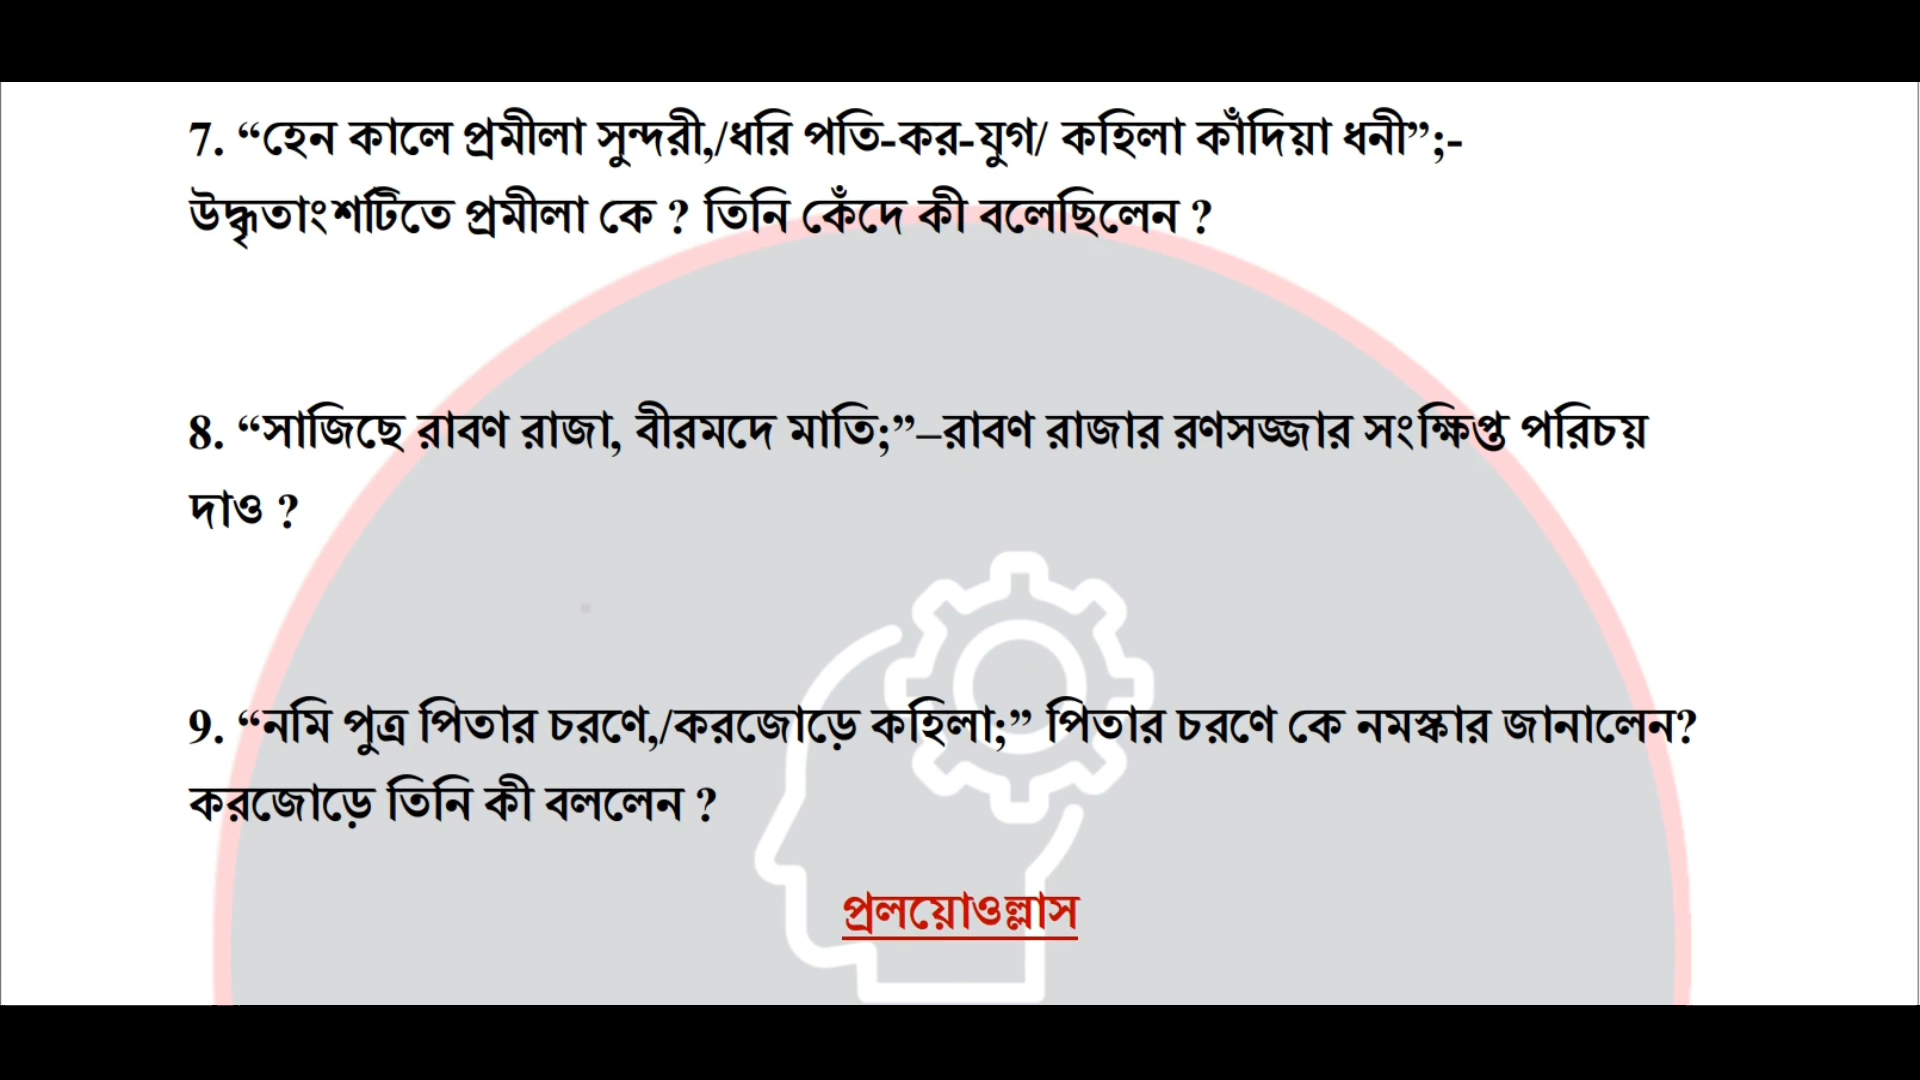 7. “হেন কালে প্রমীলা সুন্দরী,/ধরি পতি-কর-যুগ/ কহিলা কাঁদিয়া ধনী”;-
উদ্ধৃতাংশটিতে প্রমীলা কে ? তিনি কেঁদে কী বলেছিলেন ?
8. “সাজিছে রাবণ রাজা, বীরমদে মাতি;”–রাবণ রাজার রণসজ্জার সংক্ষিপ্ত পরিচয়
দাও ?
9. “নমি পুত্র পিতার চরণে,/করজোড়ে কহিলা;” পিতার চরণে কে নমস্কার জানালেন?
করজোড়ে তিনি কী বললেন ?
প্রলয়োওল্লাস